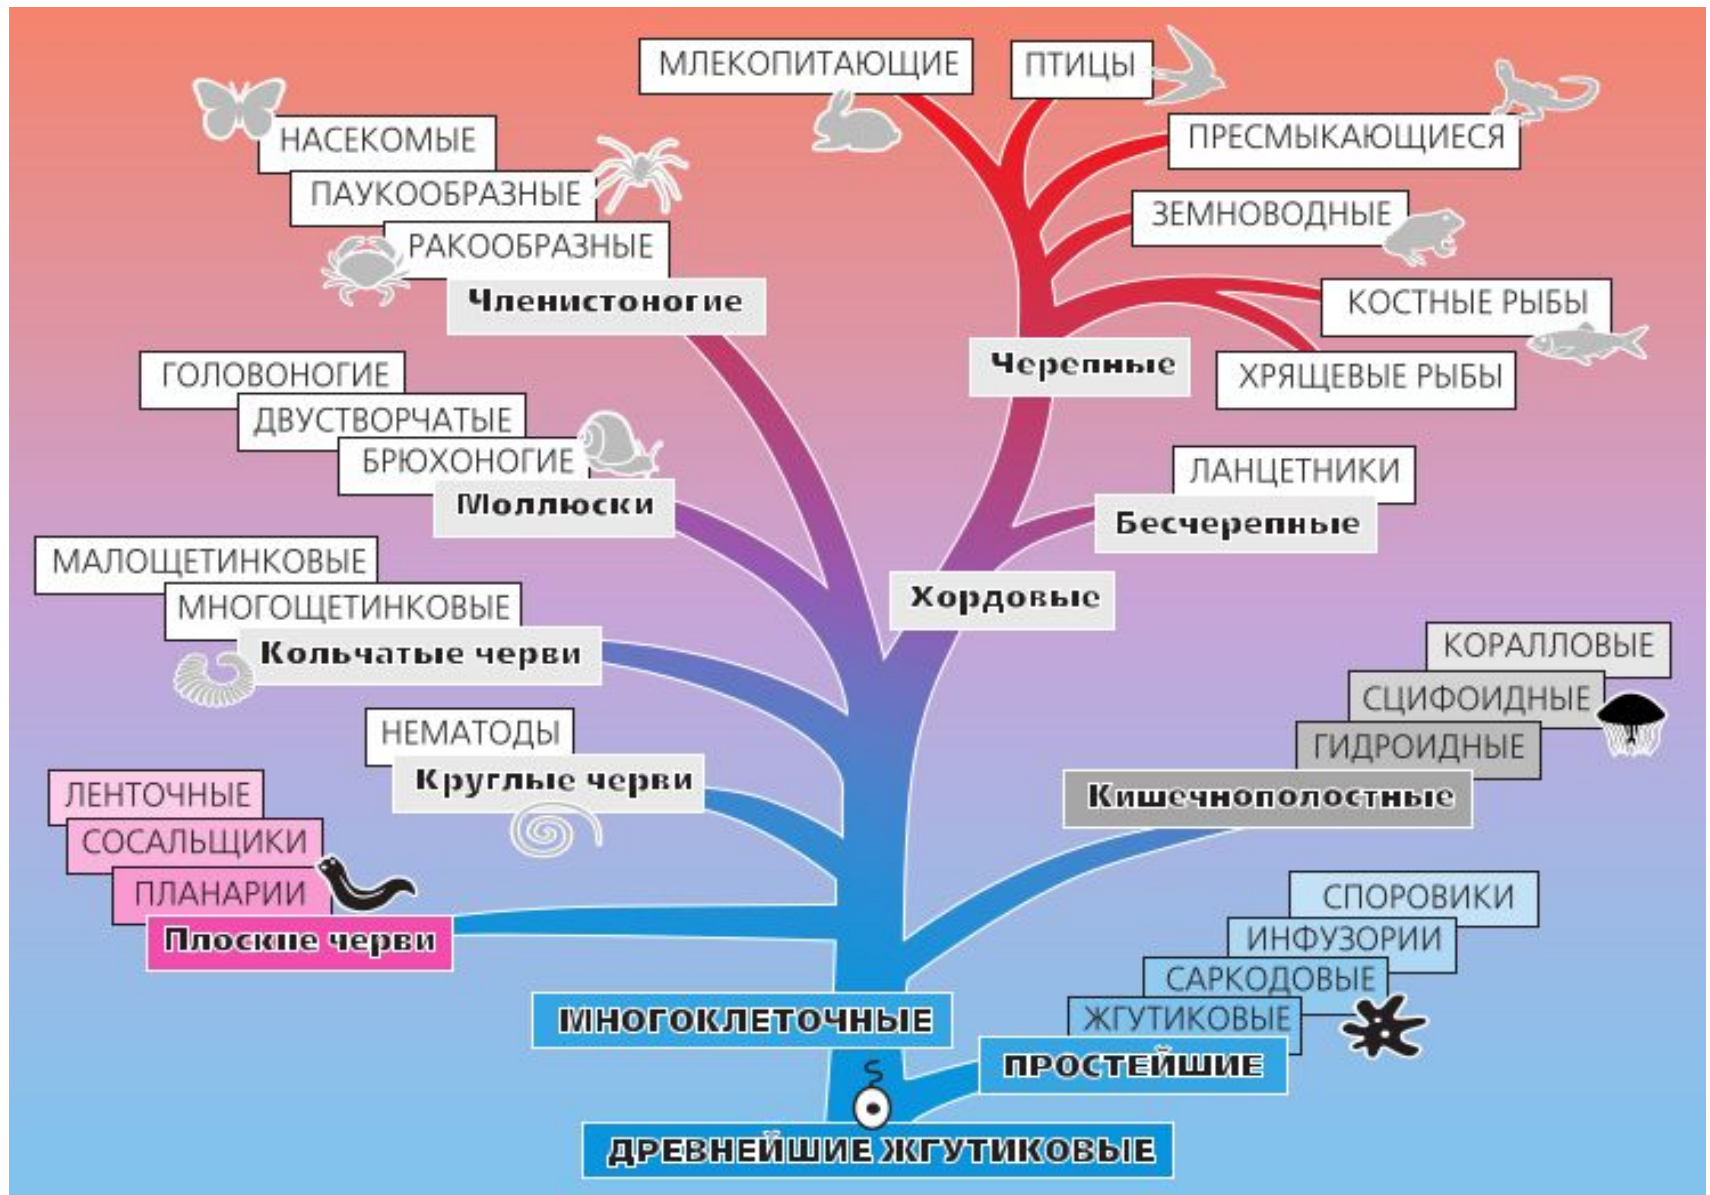 МЛЕКОПИТАЮЩИЕ
ПТИЦЫ
НАСЕКОМЫЕ
ПРЕСМЫКАЮЩИЕСЯ
ПАУКООБРАЗНЫЕ
ЗЕМНОВОДНЫЕ
РАКООБРАЗНЫЕ
Членистоногие
КОСТНЫЕ РЫБЫ
Черепные
ХРЯЩЕВЫЕ РЫБЫ
ГОЛОВОНОГИЕ
ДВУСТВОРЧАТЫЕ
БРЮХОНОГИЕ
Моллюски
ЛАНЦЕТНИКИ
Бесчерепные
МАЛОЩЕТИНКОВЫЕ
МНОГОЩЕТИНКОВЫЕ
Кольчатые черви
Хордовые
КОРАЛЛОВЫЕ
СЦИФОИДНЫЕ
ГИДРОИДНЫЕ
Кишечнополостные
НЕМАТОДЫ
Круглые черви
ЛЕНТОЧНЫЕ
СОСАЛЬЩИКИ
ПЛАНАРИИ
Плоские черви
СПОРОВИКИ
ИНФУЗОРИИ
САРКОДОВЫЕ
ЖГУТИКОВЫЕ
ПРОСТЕЙШИЕ
МНОГОКЛЕТОЧНЫЕ
ДРЕВНЕЙШИЕ ЖГУТИКОВЫЕ